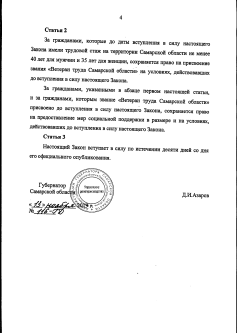 4
Статья 2
За гражданами, которые до даты вступления в силу настоящего
Закона имели трудовой стаж на территории Самарской области не менее
40 лет для мужчин и 35 лет для женщин, сохраняется право на присвоение
звания «Ветеран труда Самарской области» на условиях, действовавших
до вступления в силу настоящего Закона.
За гражданами, указанными в абзаце первом настоящей статьи,
и за гражданами, которым звание «Ветеран труда Самарской области»
присвоено до вступления в силу настоящего Закона, сохраняется право
на предоставление мер социальной поддержки в размере и на условиях,
действовавших до вступления в силу настоящего Закона.
Статья 3
Настоящий Закон вступает в силу по истечении десяти дней со дня
его официального опубликования.
Губернатор
Самарской области
Д.И.Азаров
«13» ноября
№ 116-ГД